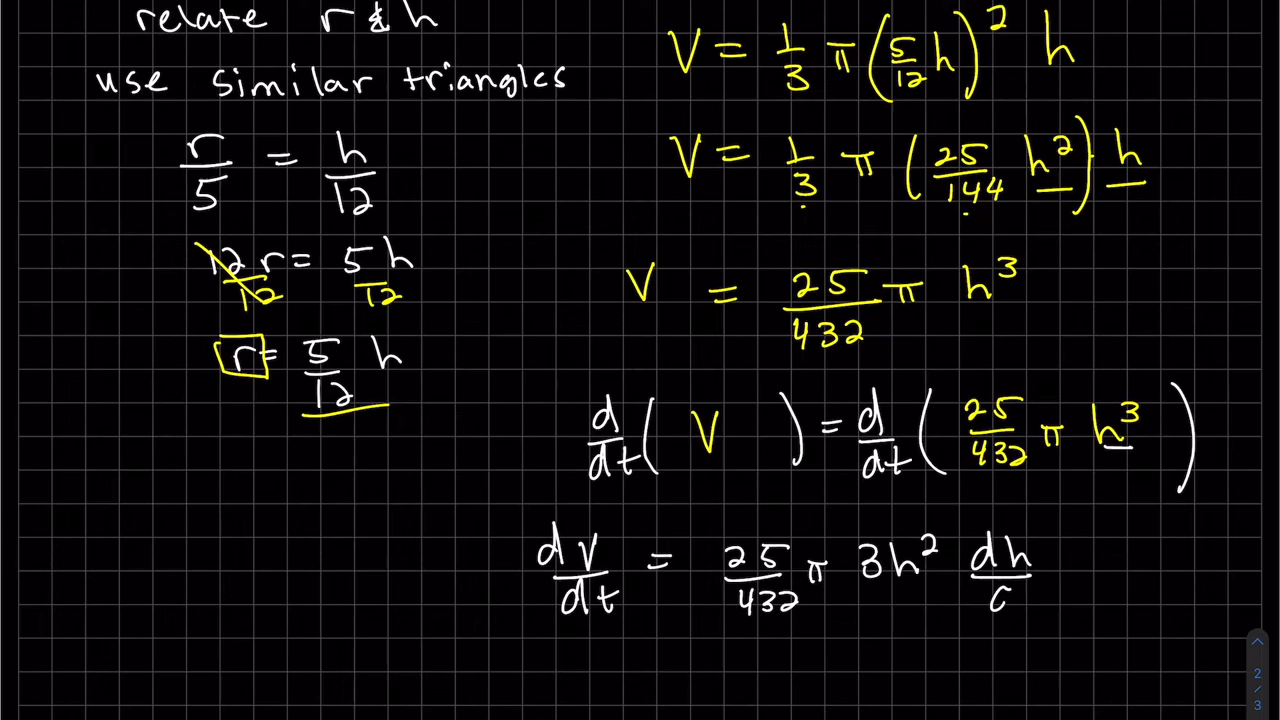 relate r & h
use similar triangles
r/5 = h/12
12r/12 = 5h/12
r = 5/12 h
V = 1/3 π (5/12 h)² h
V = 1/3 π (25/144 h²) · h
V = 25/432 π h³
d/dt ( V ) = d/dt ( 25/432 π h³ )
dV/dt = 25/432 π 3h² dh/
2/3